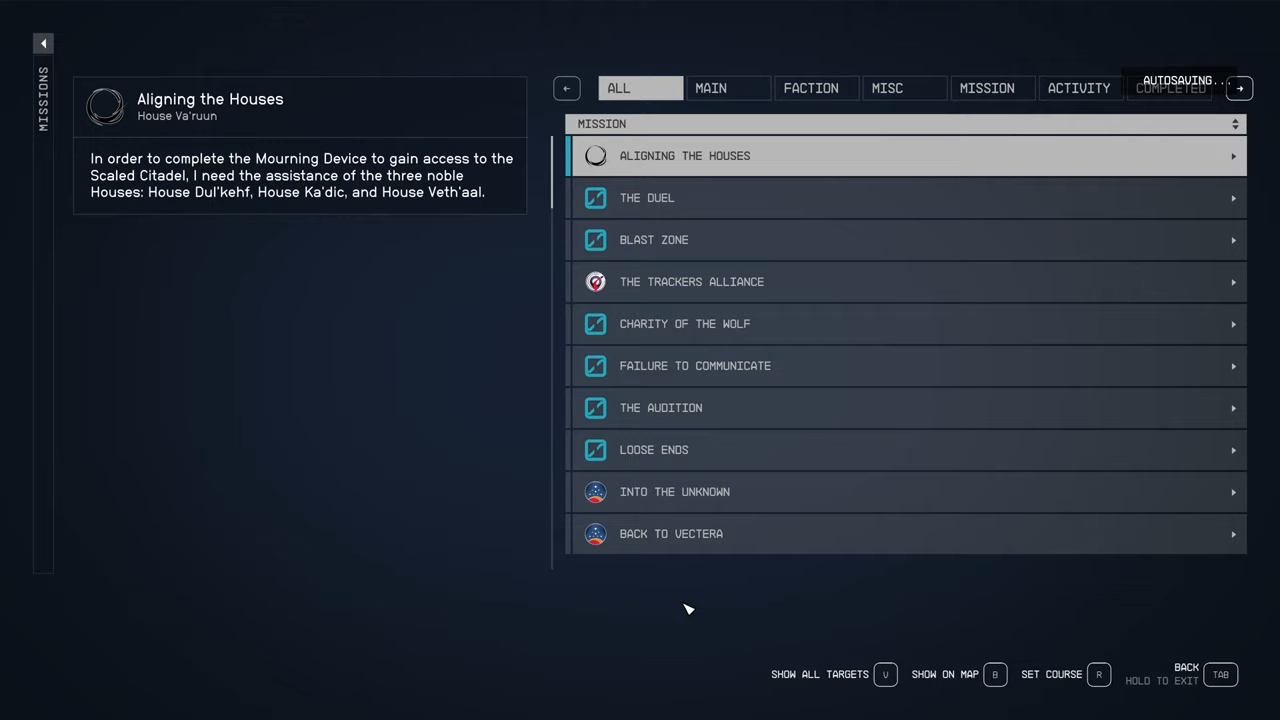 MISSIONS
Aligning the Houses
House Va'ruun
In order to complete the Mourning Device to gain access to the
Scaled Citadel, I need the assistance of the three noble
Houses: House Dul'kehf, House Ka'dic, and House Veth'aal.
ALL MAIN FACTION MISC MISSION ACTIVITY COMPLETED
AUTOSAVING...
MISSION
ALIGNING THE HOUSES
THE DUEL
BLAST ZONE
THE TRACKERS ALLIANCE
CHARITY OF THE WOLF
FAILURE TO COMMUNICATE
THE AUDITION
LOOSE ENDS
INTO THE UNKNOWN
BACK TO VECTERA
SHOW ALL TARGETS V SHOW ON MAP B SET COURSE R BACK TAB
HOLD TO EXIT